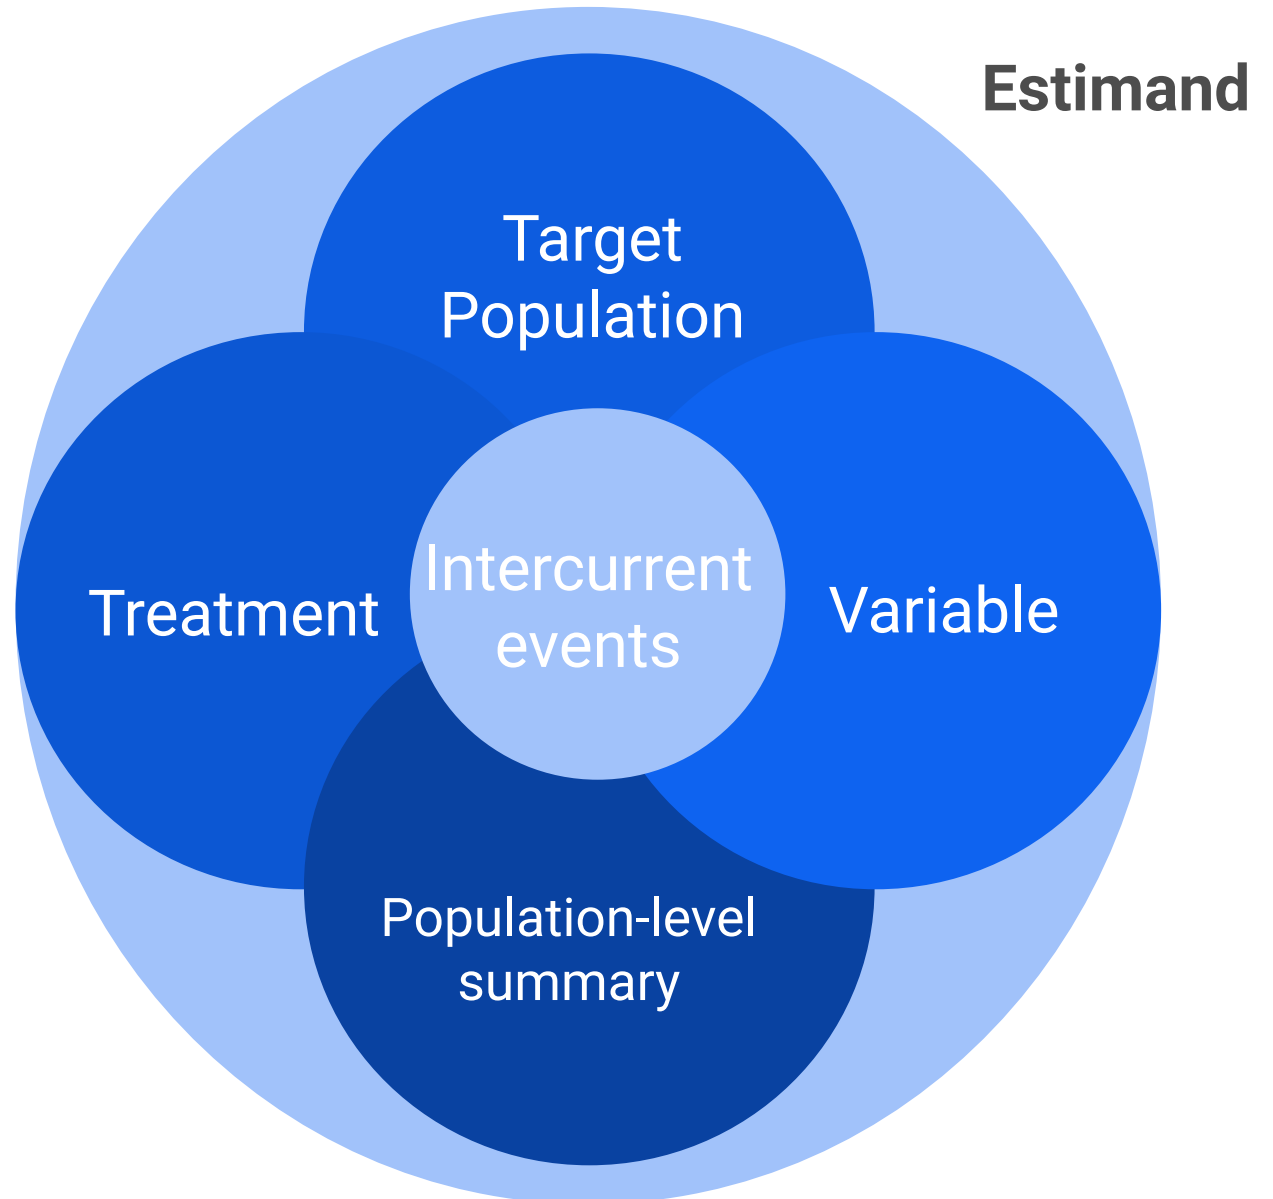 Estimand
Target
Population
Intercurrent
events
Treatment
Variable
Population-level
summary